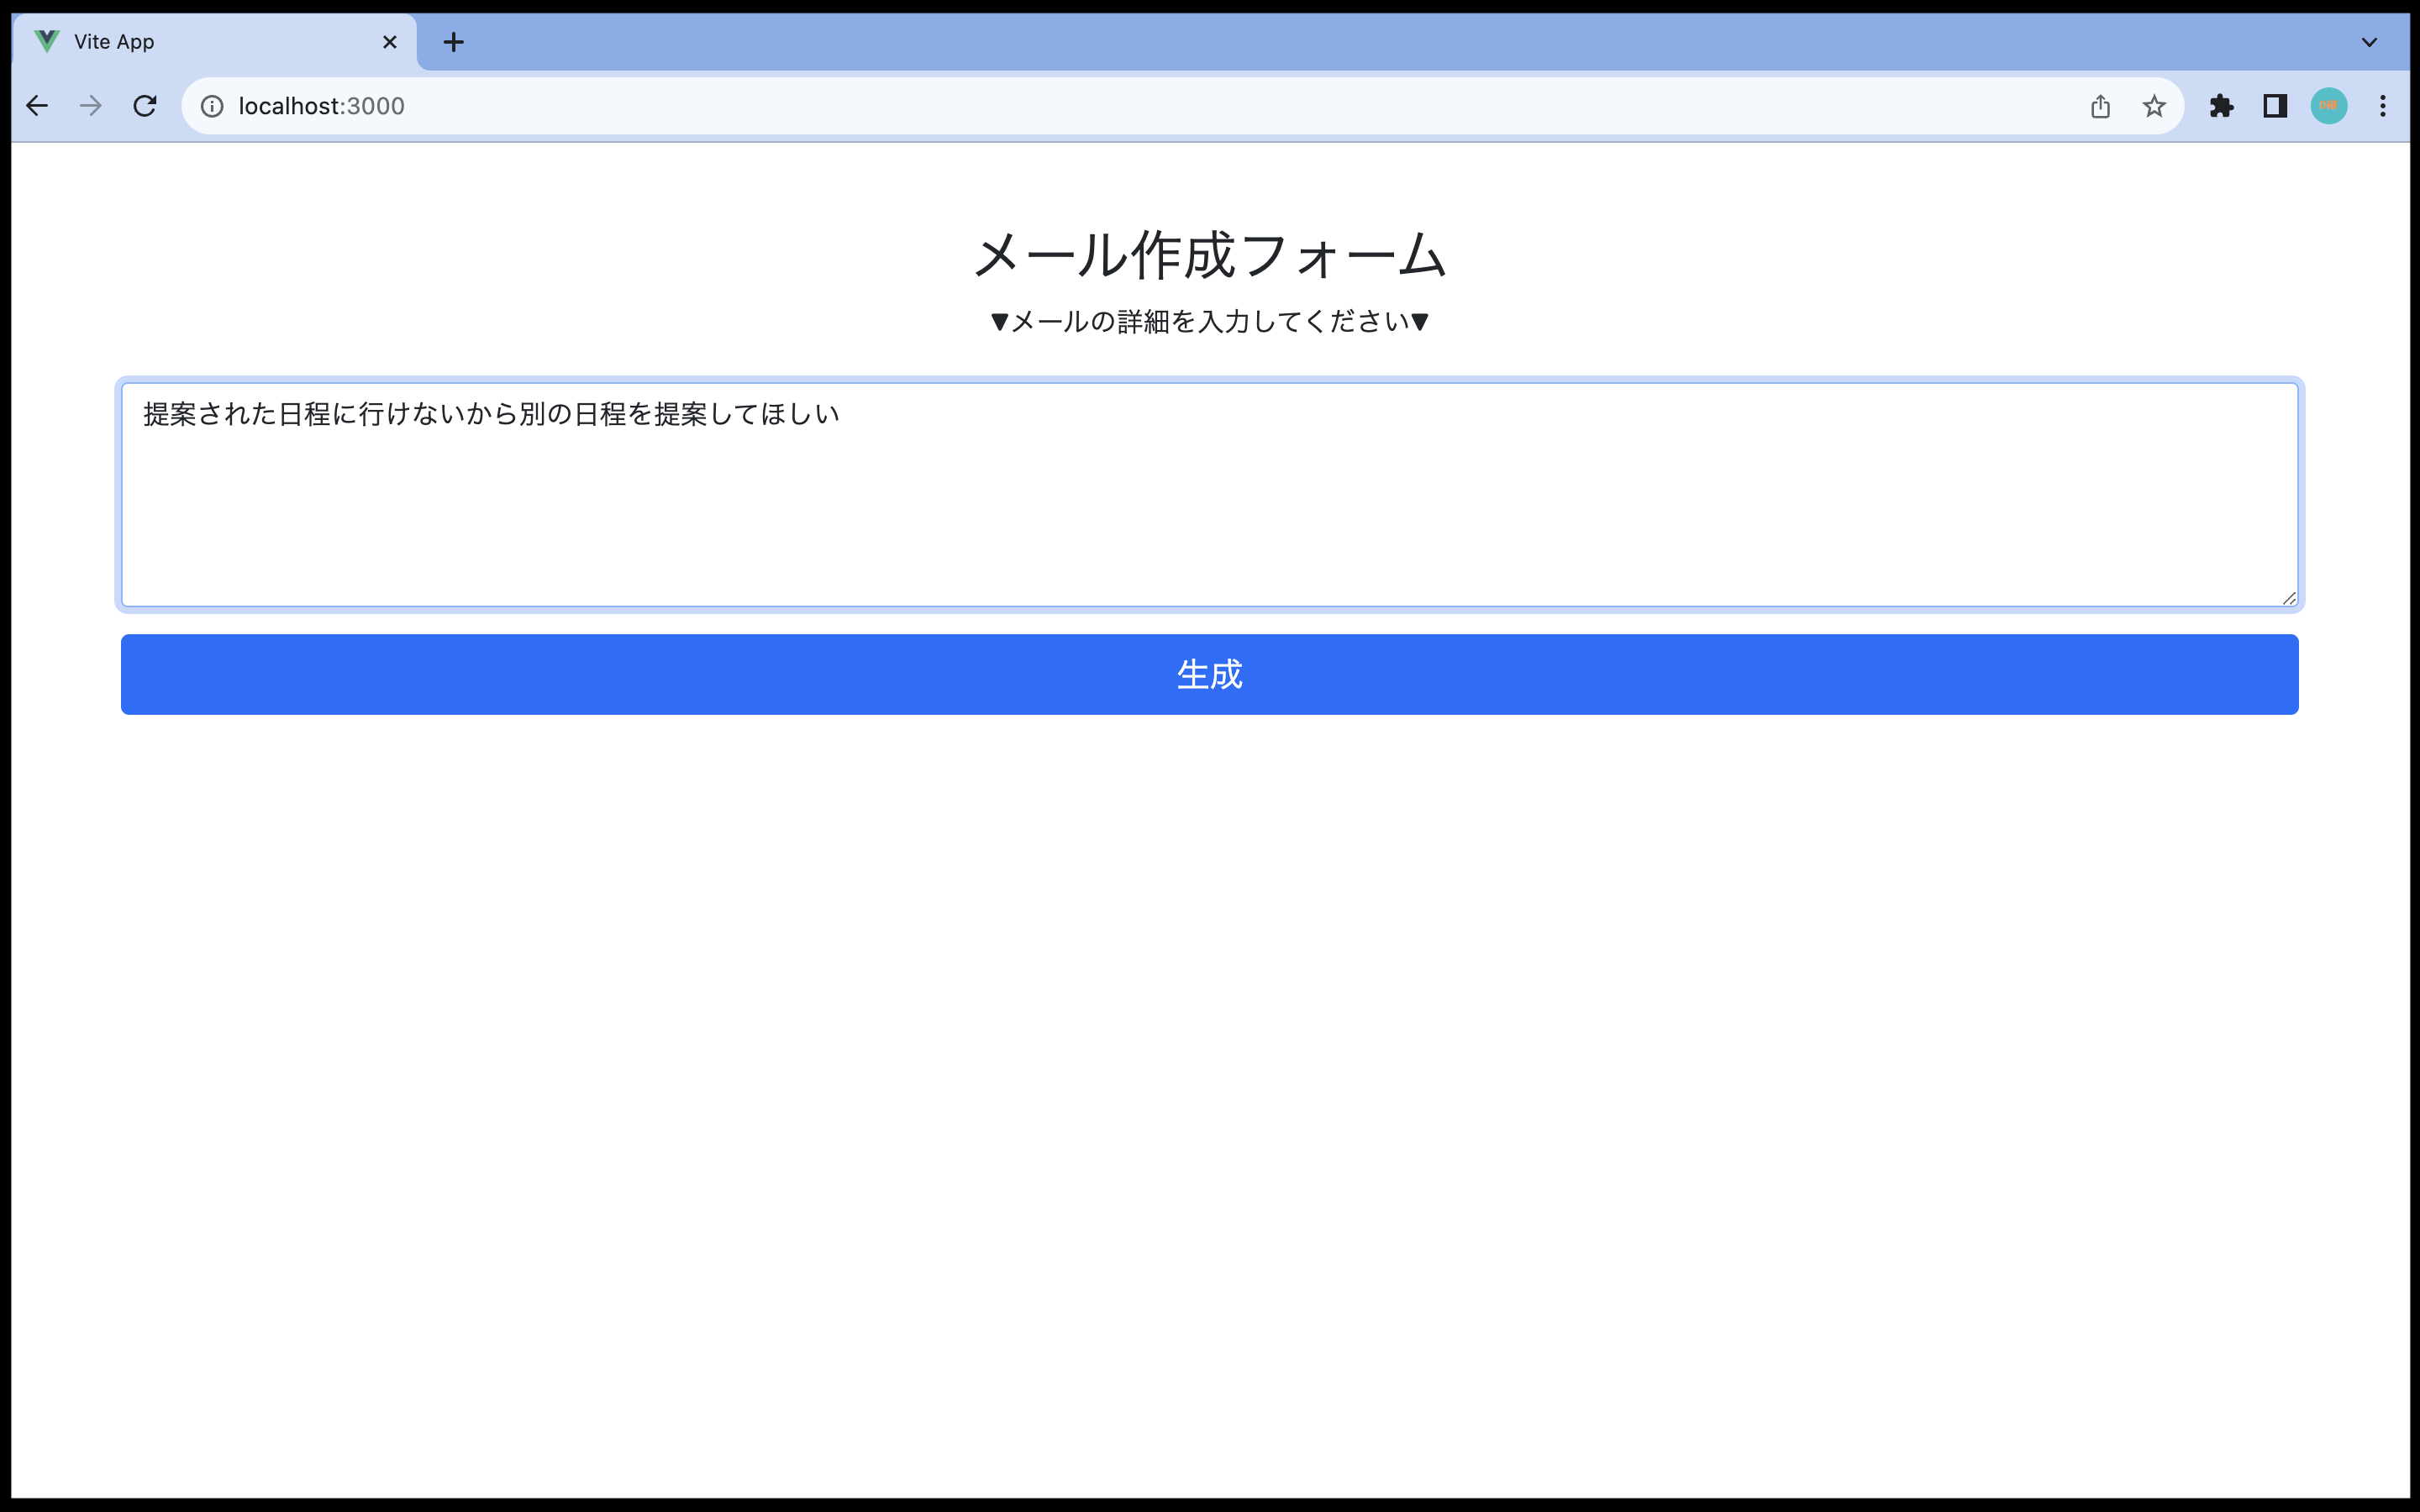 Vite App
localhost:3000
メール作成フォーム
▼メールの詳細を入力してください▼
提案された日程に行けないから別の日程を提案してほしい
生成